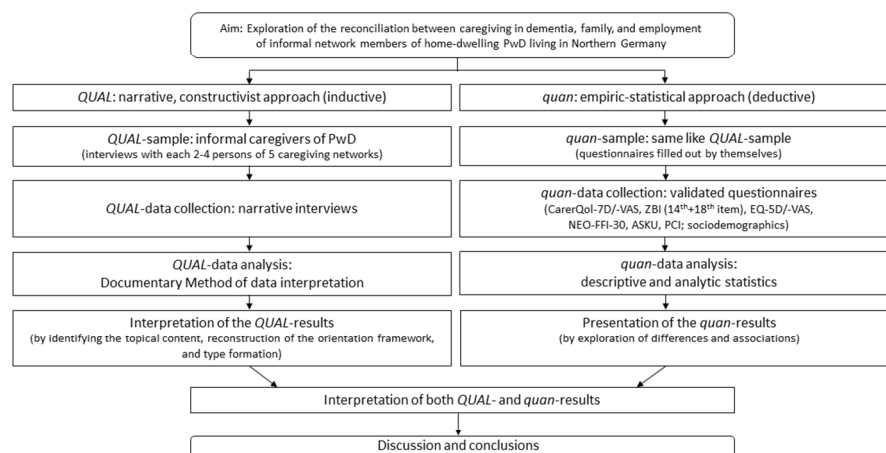 Aim: Exploration of the reconciliation between caregiving in dementia, family, and employment
of informal network members of home-dwelling PwD living in Northern Germany
QUAL: narrative, constructivist approach (inductive)
quan: empiric-statistical approach (deductive)
QUAL-sample: informal caregivers of PwD
(interviews with each 2-4 persons of 5 caregiving networks)
quan-sample: same like QUAL-sample
(questionnaires filled out by themselves)
QUAL-data collection: narrative interviews
quan-data collection: validated questionnaires
(CarerQol-7D/-VAS, ZBI (14th+18th item), EQ-5D/-VAS,
NEO-FFI-30, ASKU, PCI; sociodemographics)
QUAL-data analysis:
Documentary Method of data interpretation
quan-data analysis:
descriptive and analytic statistics
Interpretation of the QUAL-results
(by identifying the topical content, reconstruction of the orientation framework,
and type formation)
Presentation of the quan-results
(by exploration of differences and associations)
Interpretation of both QUAL- and quan-results
Discussion and conclusions